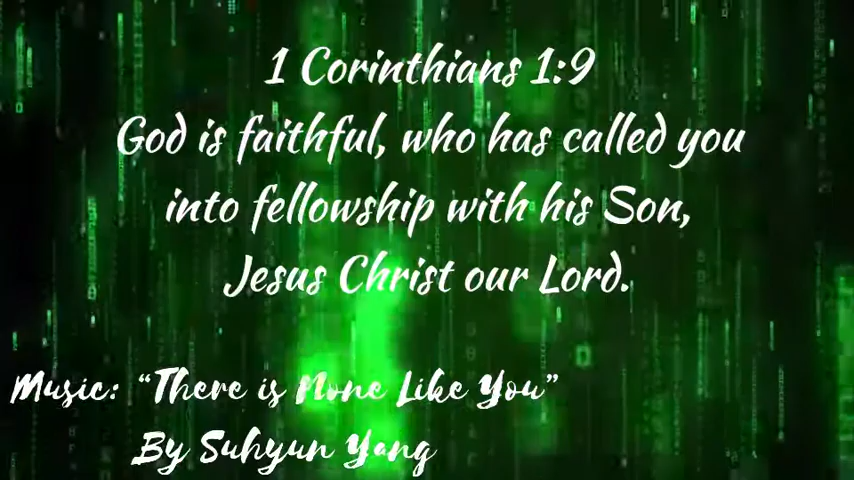 1 Corinthians 1:9
God is faithful, who has called you
into fellowship with his Son,
Jesus Christ our Lord.
Music: “There is None Like You”
By Suhyun Yang